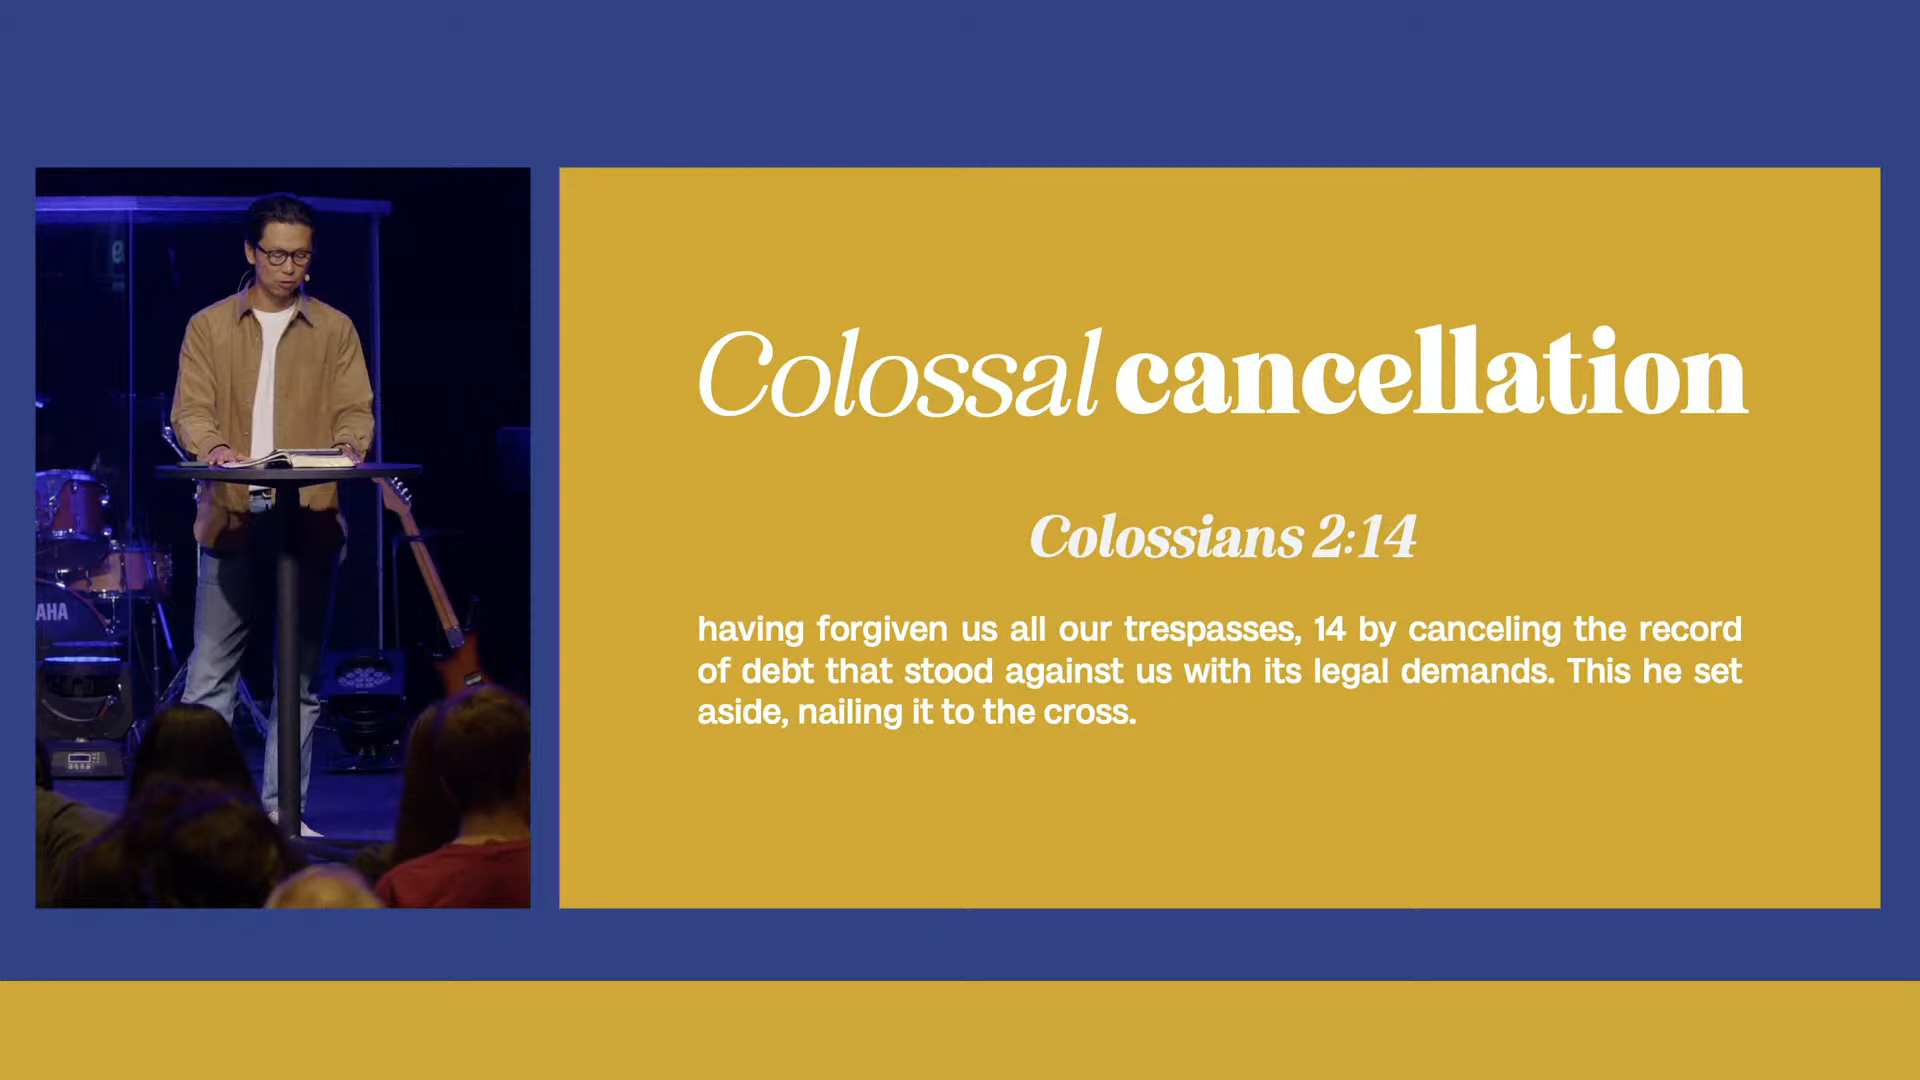 Colossal cancellation
Colossians 2:14
having forgiven us all our trespasses, 14 by canceling the record
of debt that stood against us with its legal demands. This he set
aside, nailing it to the cross.
AHA